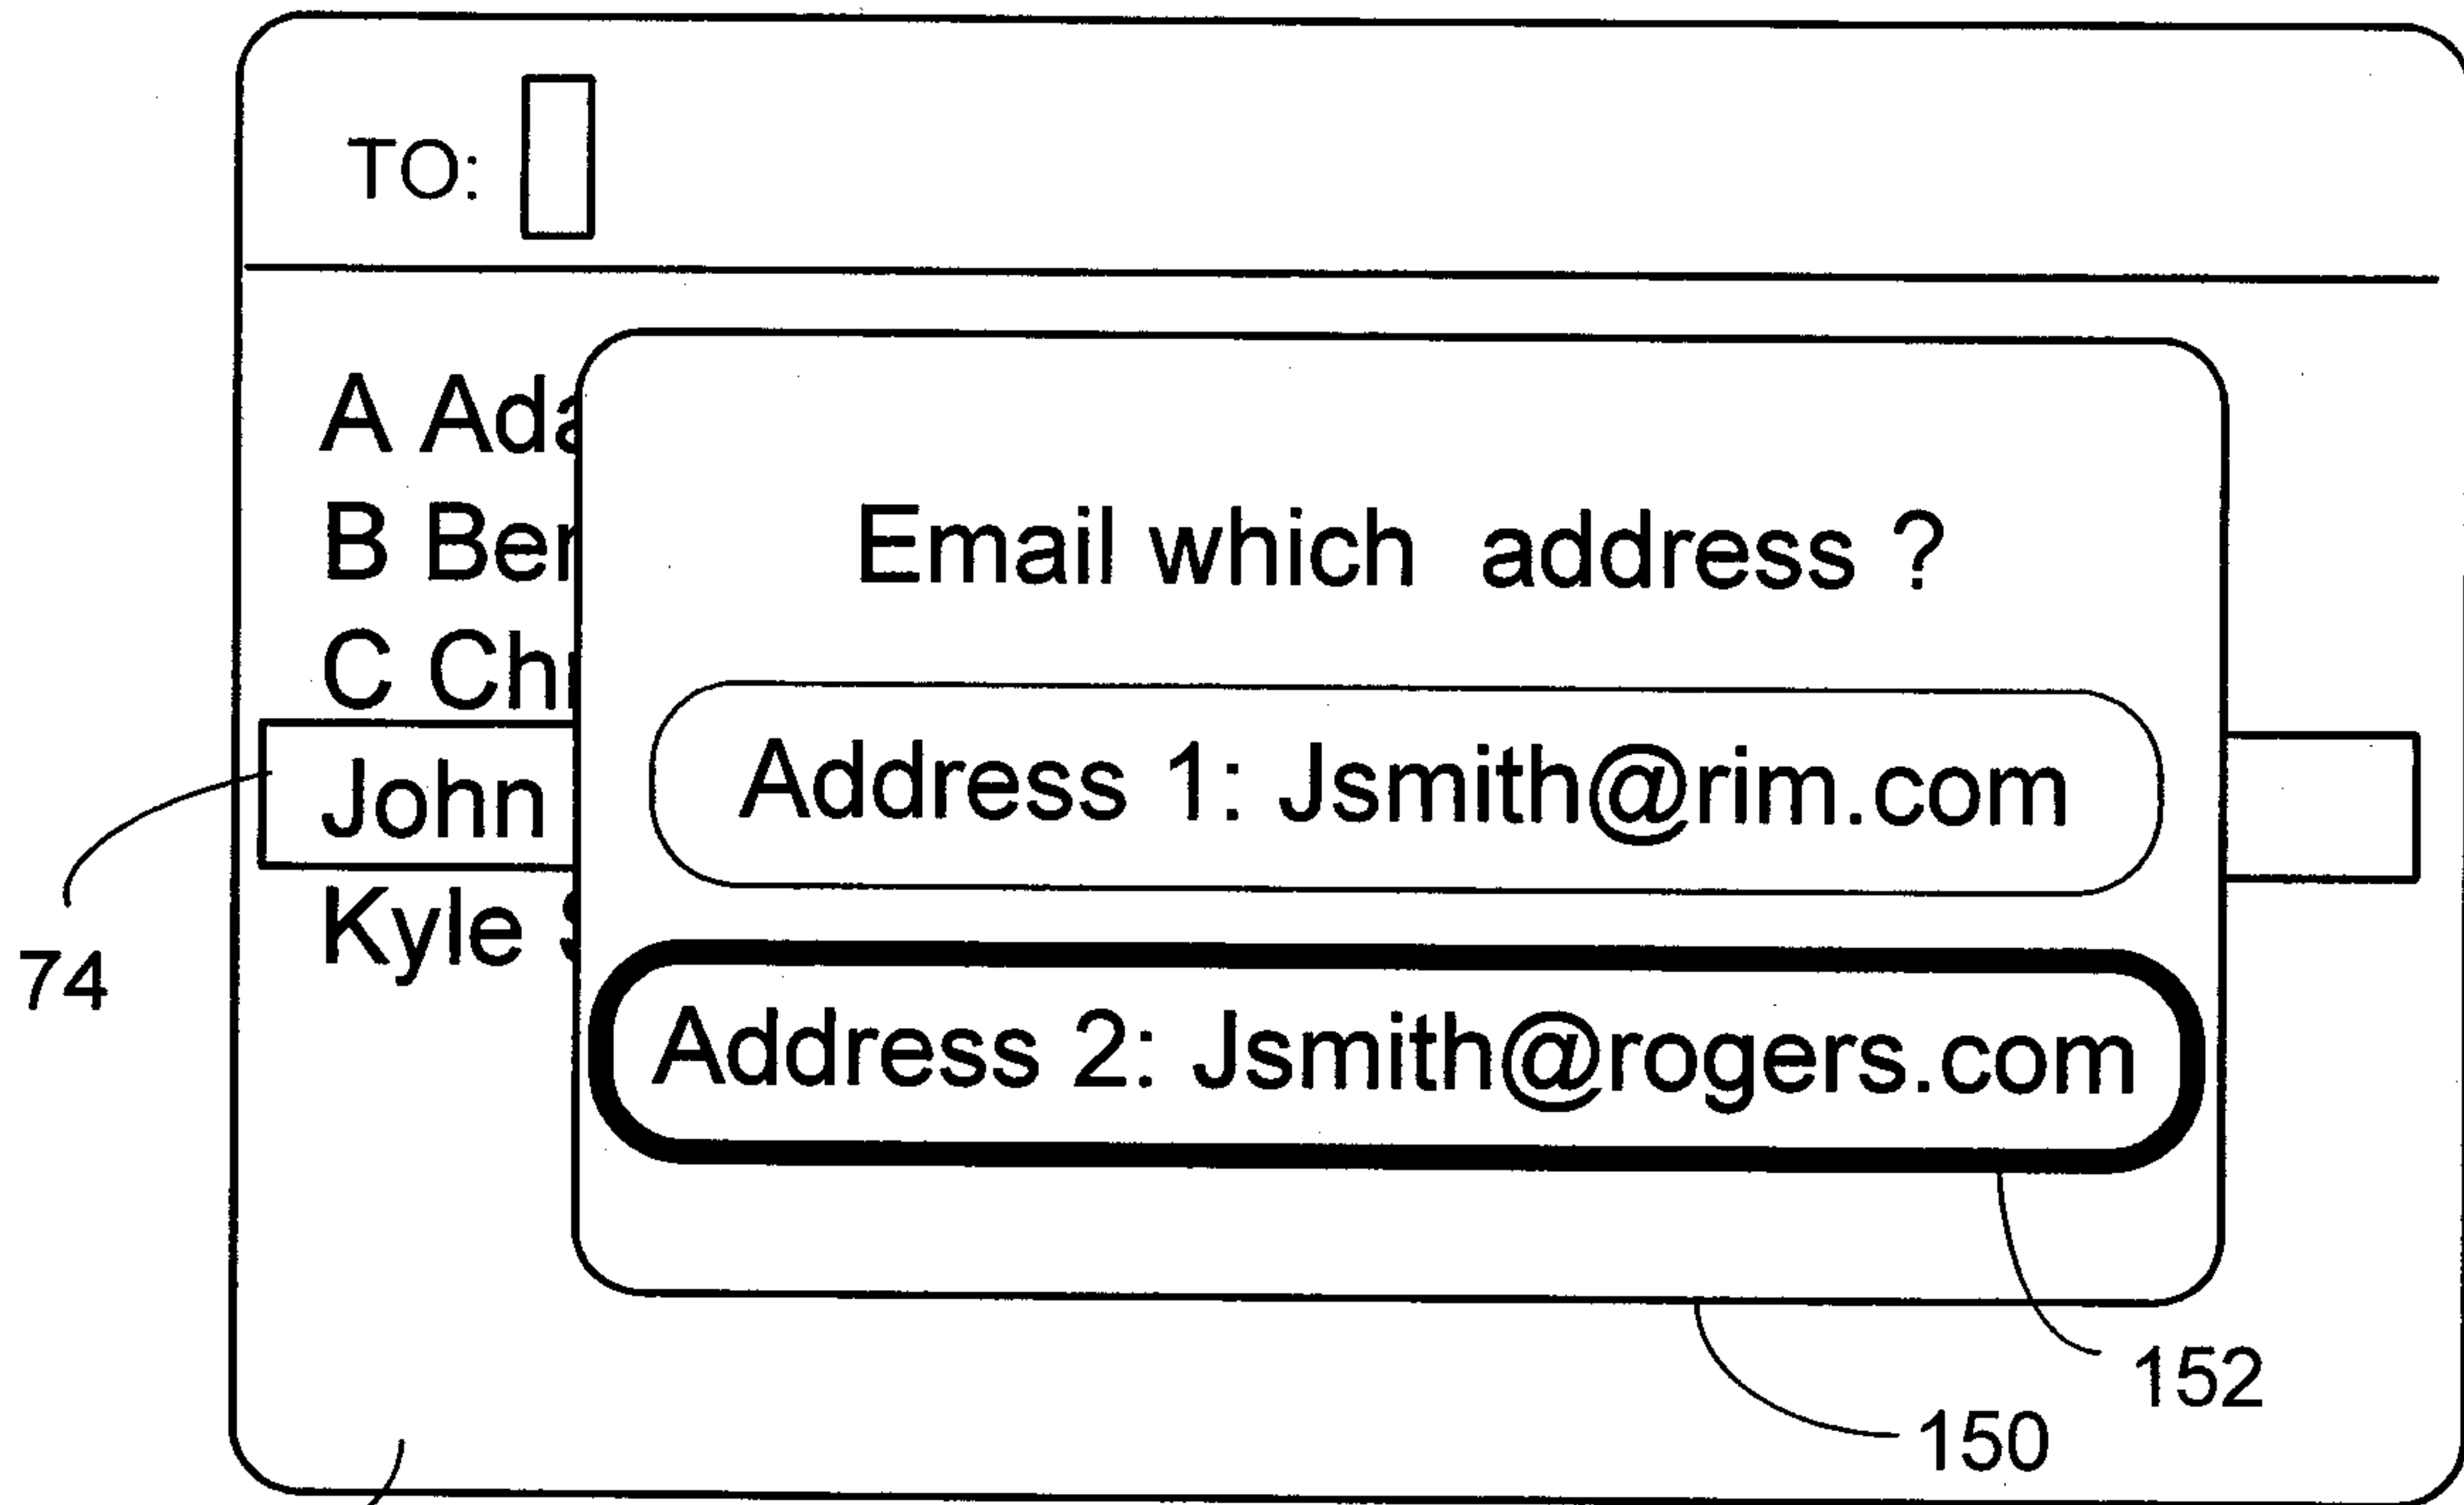 TO:
A Ada
B Ber
C Ch
John
Kyle
Email which address ?
Address 1: Jsmith@rim.com
Address 2: Jsmith@rogers.com
74
152
150